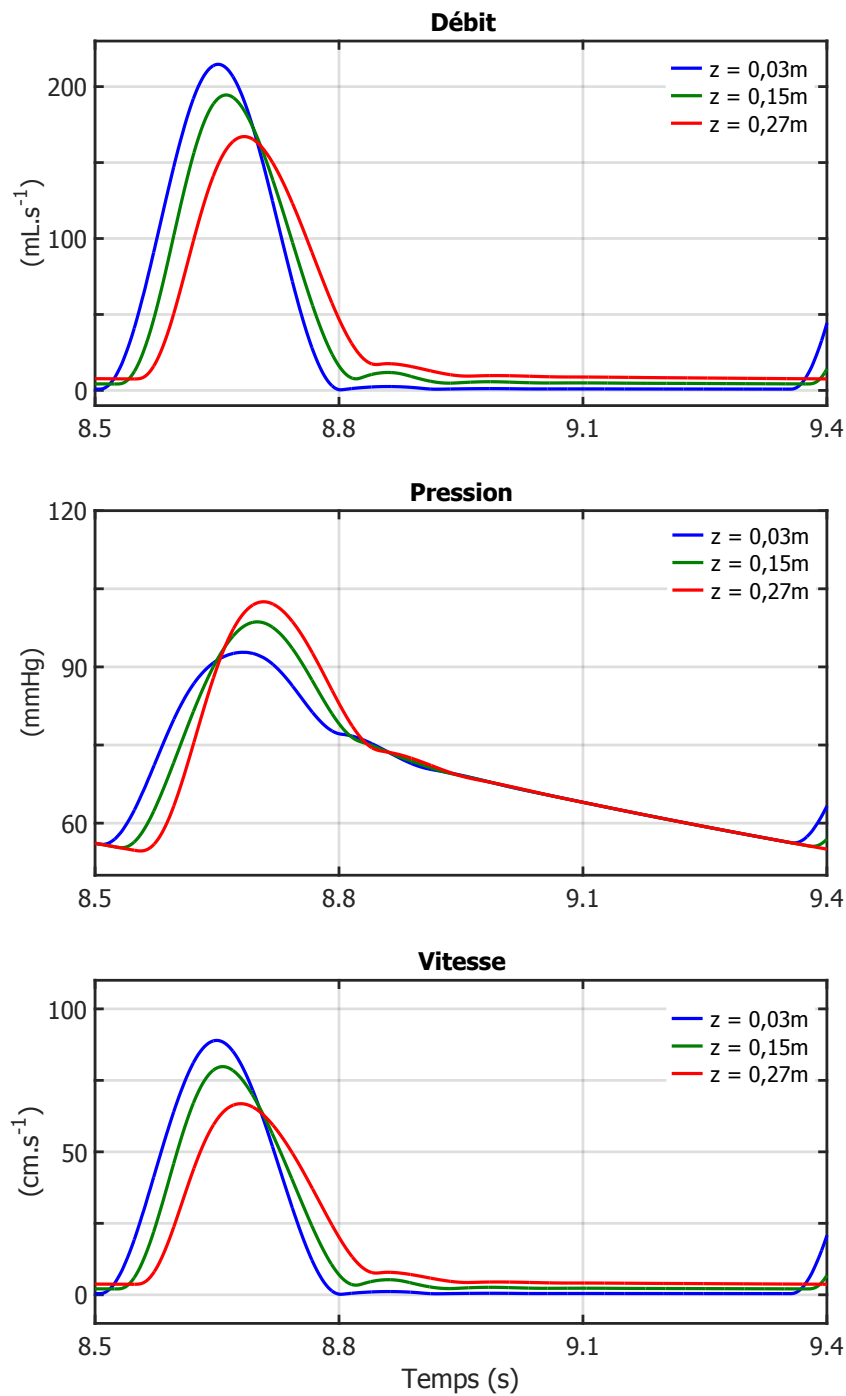 Débit
z = 0,03m
z = 0,15m
z = 0,27m
(mL.s-1)
200
100
0
8.5 8.8 9.1 9.4
Pression
z = 0,03m
z = 0,15m
z = 0,27m
(mmHg)
120
90
60
8.5 8.8 9.1 9.4
Vitesse
z = 0,03m
z = 0,15m
z = 0,27m
(cm.s-1)
100
50
0
8.5 8.8 9.1 9.4
Temps (s)